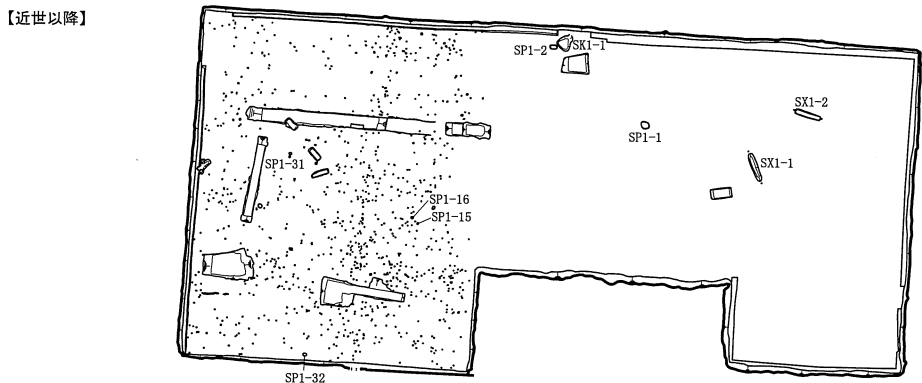 【近世以降】
SP1-2
SK1-1
SX1-2
SP1-1
SX1-1
SP1-31
SP1-16
SP1-15
SP1-32